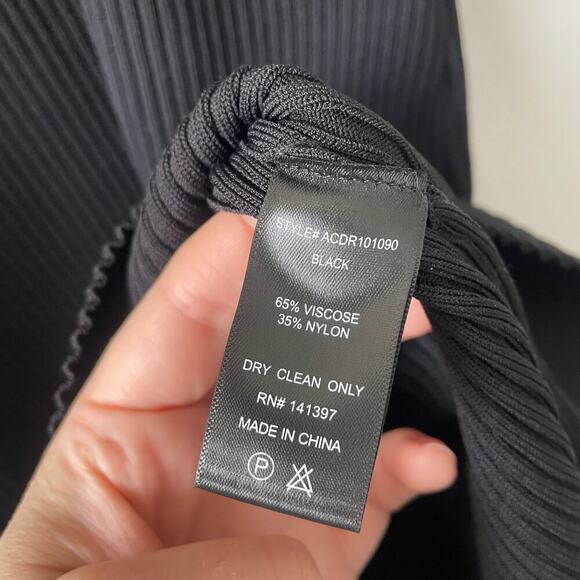 STYLE# ACDR101090
BLACK
65% VISCOSE
35% NYLON
DRY CLEAN ONLY
RN# 141397
MADE IN CHINA
P